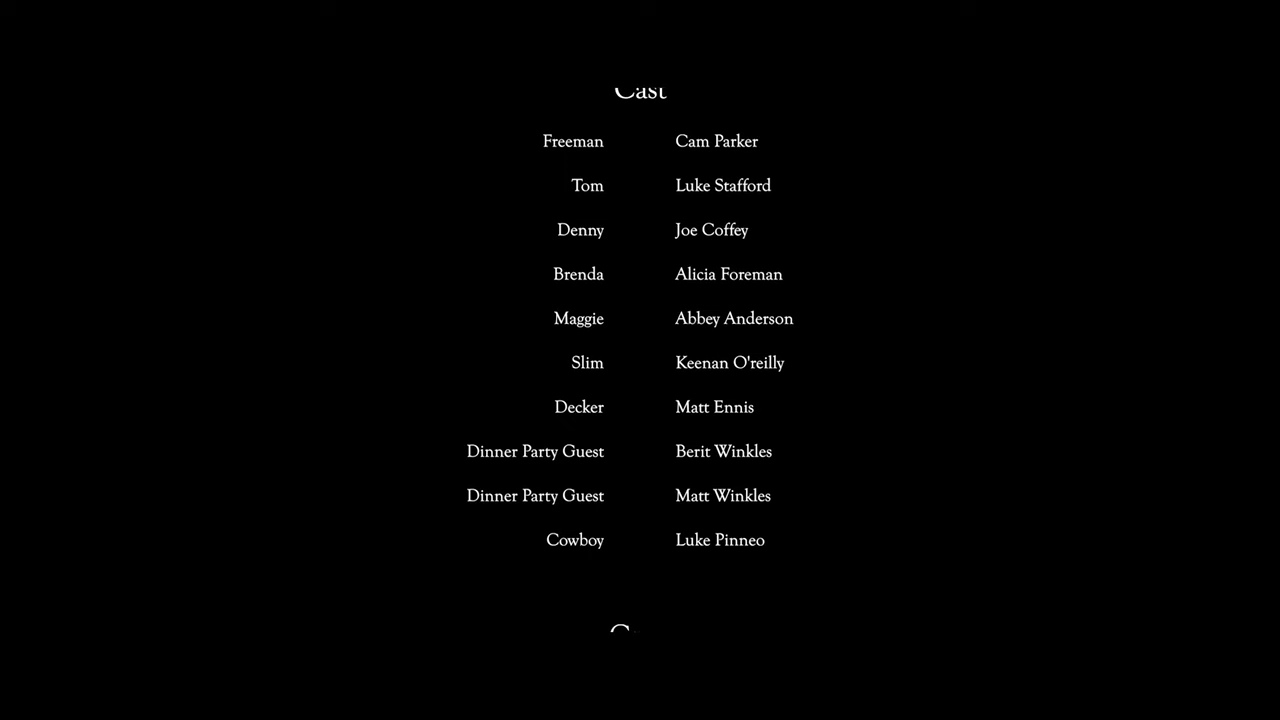 Cast
Freeman Cam Parker
Tom Luke Stafford
Denny Joe Coffey
Brenda Alicia Foreman
Maggie Abbey Anderson
Slim Keenan O'reilly
Decker Matt Ennis
Dinner Party Guest Berit Winkles
Dinner Party Guest Matt Winkles
Cowboy Luke Pinneo